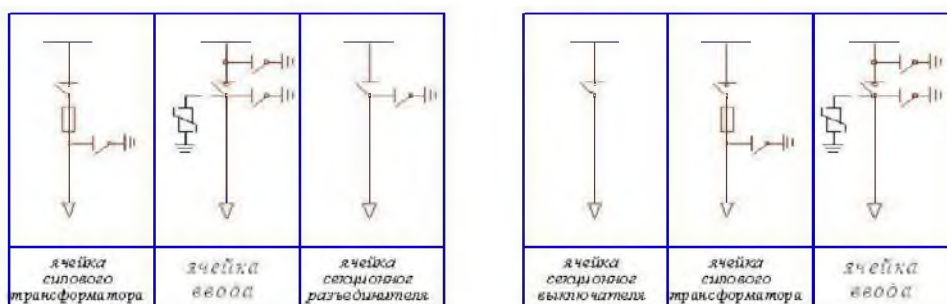 ячейка
силового
трансформатора
ячейка
ввода
ячейка
секционног
разъединителя
ячейка
секционног
выключателя
ячейка
силового
трансформатора
ячейка
ввода